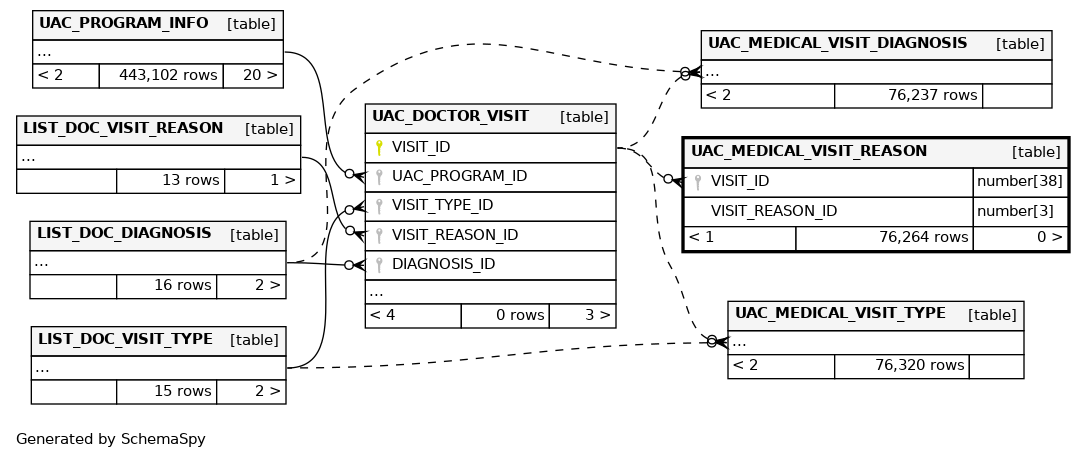 UAC_PROGRAM_INFO [table]
...
< 2 443,102 rows 20 >
LIST_DOC_VISIT_REASON [table]
...
13 rows 1 >
LIST_DOC_DIAGNOSIS [table]
...
16 rows 2 >
LIST_DOC_VISIT_TYPE [table]
...
15 rows 2 >
UAC_DOCTOR_VISIT [table]
VISIT_ID
UAC_PROGRAM_ID
VISIT_TYPE_ID
VISIT_REASON_ID
DIAGNOSIS_ID
...
< 4 0 rows 3 >
UAC_MEDICAL_VISIT_DIAGNOSIS [table]
...
< 2 76,237 rows
UAC_MEDICAL_VISIT_REASON [table]
VISIT_ID number[38]
VISIT_REASON_ID number[3]
< 1 76,264 rows 0 >
UAC_MEDICAL_VISIT_TYPE [table]
...
< 2 76,320 rows
Generated by SchemaSpy